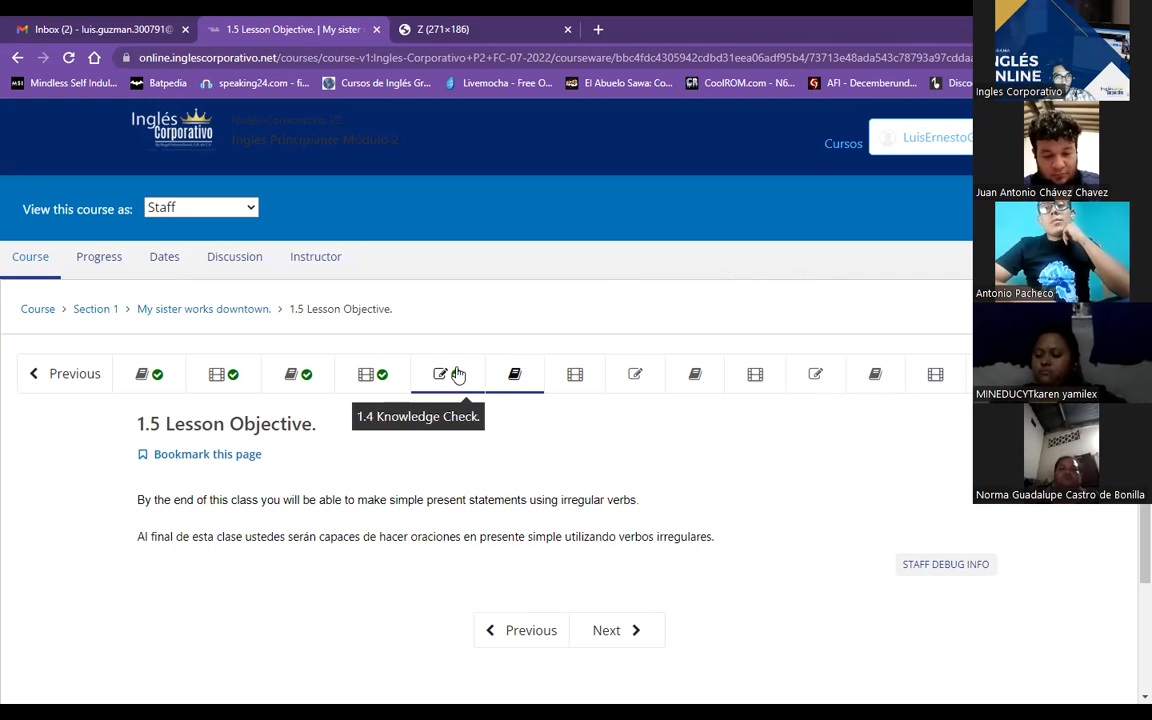 Inbox (2) - luis.guzman.300791@
1.5 Lesson Objective. | My sister
Z (271×186)
online.inglescorporativo.net/courses/course-v1:Ingles-Corporativo+P2+FC-07-2022/courseware/bbc4fdc4305942cdbd31eea06adf95b4/73713e48ada543c78793a97cddaa
Mindless Self Indul...
Batpedia
speaking24.com - I...
Cursos de Inglés Gr...
Livemocha - Free O...
El Abuelo Sawa: Co...
CoolROM.com - N6...
AFI - Decemberund...
Disco
Inglés
Corporativo
Inglés Principiante Módulo 2
Cursos
LuisErnestoG
View this course as:
Staff
Course
Progress
Dates
Discussion
Instructor
Course > Section 1 > My sister works downtown. > 1.5 Lesson Objective.
Previous
1.4 Knowledge Check.
1.5 Lesson Objective.
Bookmark this page
By the end of this class you will be able to make simple present statements using irregular verbs.
Al final de esta clase ustedes serán capaces de hacer oraciones en presente simple utilizando verbos irregulares.
STAFF DEBUG INFO
Previous
Next
INGLÉS
ONLINE
Ingles Corporativo
Juan Antonio Chávez Chavez
Antonio Pacheco
MINEDUCYTkaren yamilex
Norma Guadalupe Castro de Bonilla